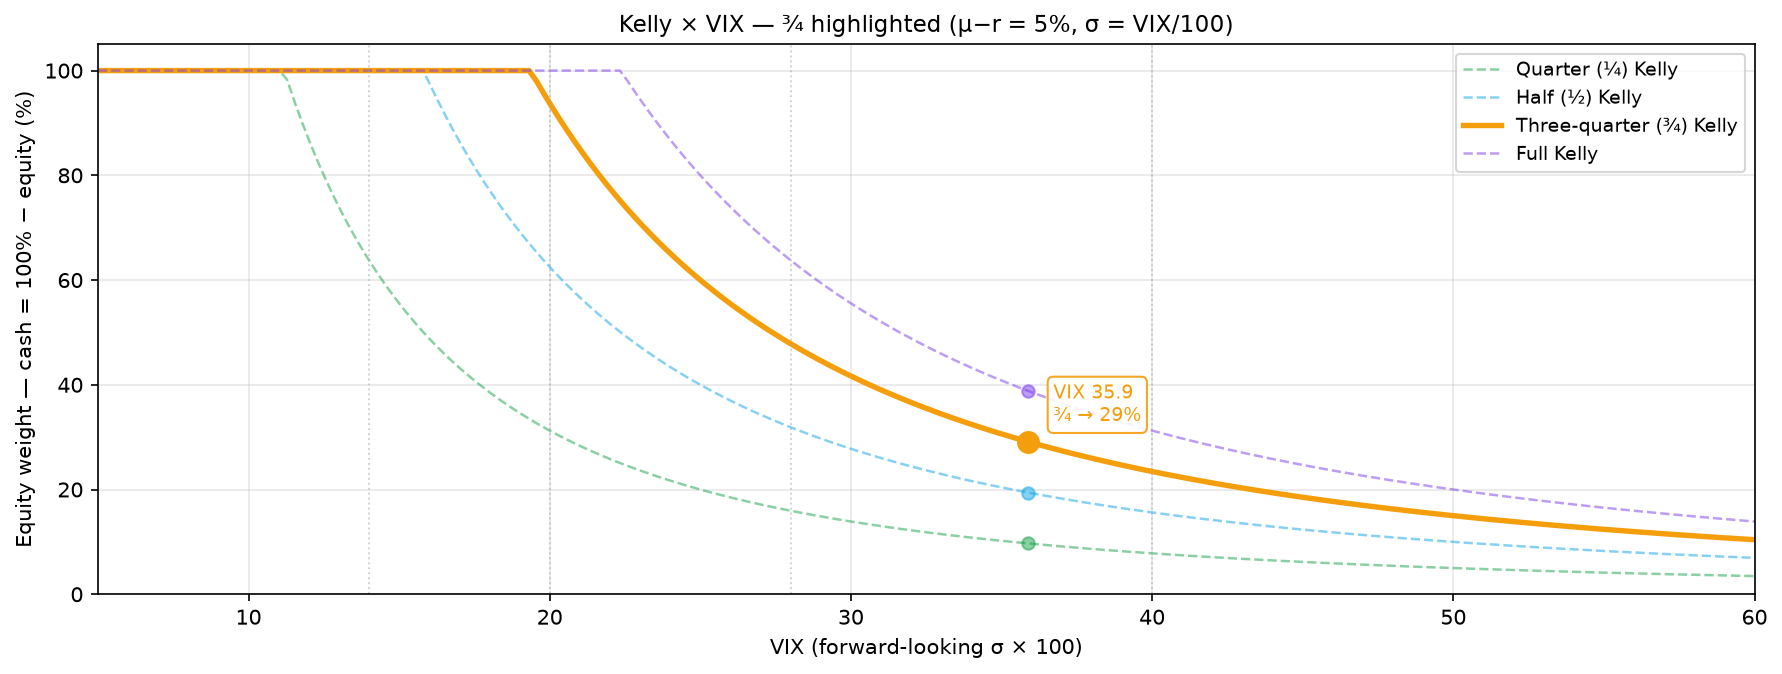 Kelly × VIX — ¾ highlighted (μ−r = 5%, σ = VIX/100)
Equity weight — cash = 100% − equity (%)
100
80
60
40
20
0
Quarter (¼) Kelly
Half (½) Kelly
Three-quarter (¾) Kelly
Full Kelly
VIX 35.9
¾ → 29%
10
20
30
40
50
60
VIX (forward-looking σ × 100)